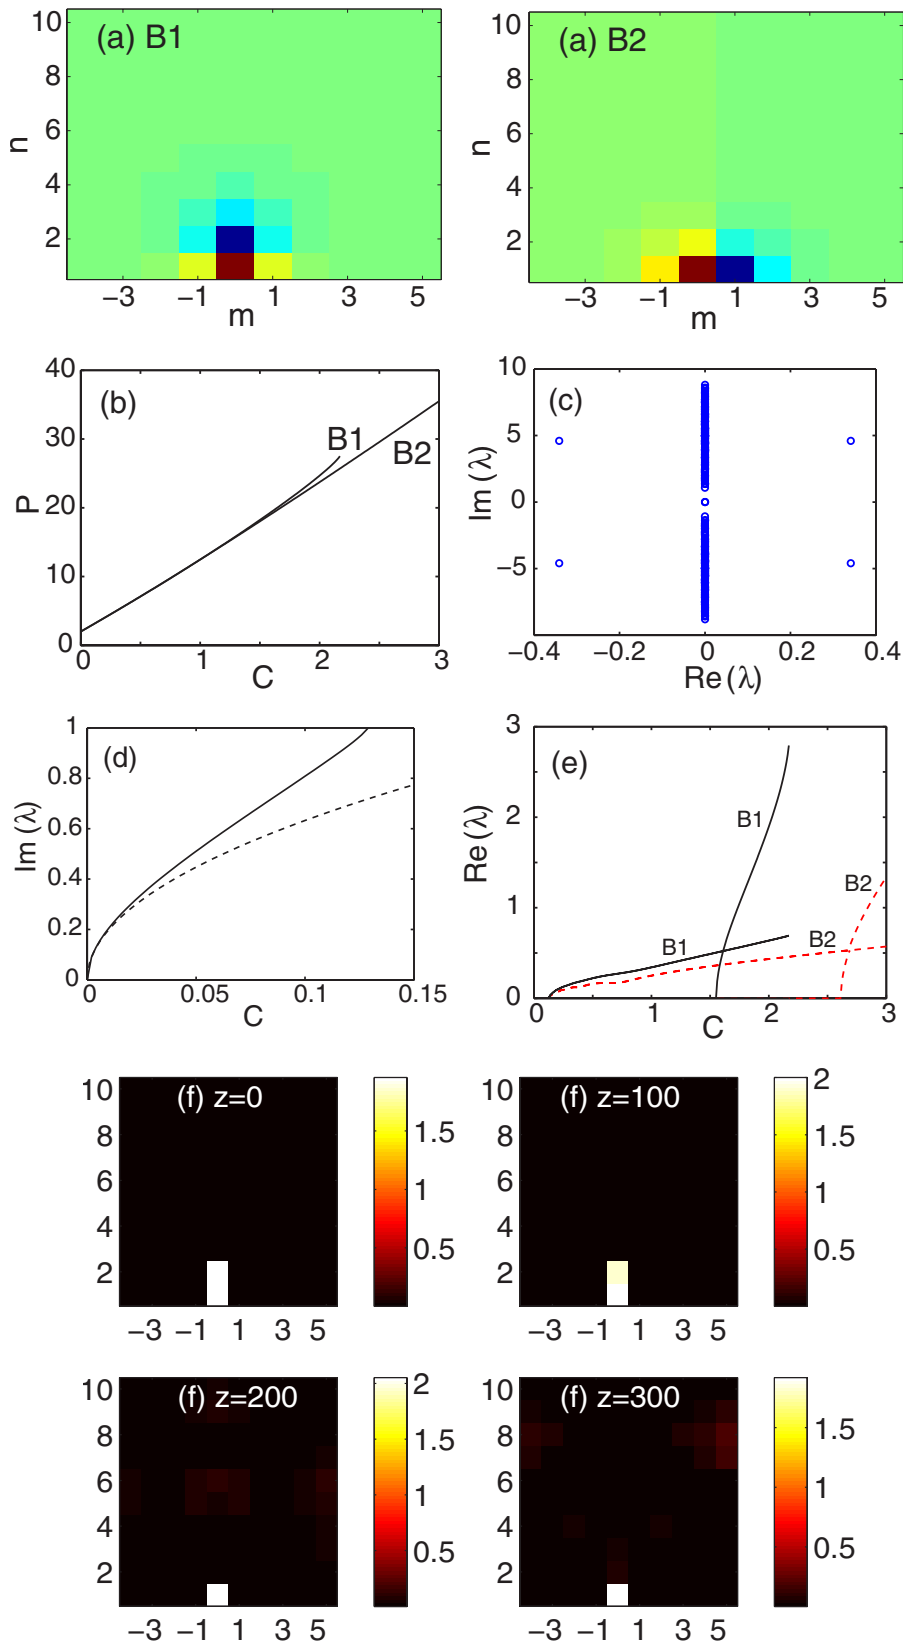 (a) B1
10
8
6
4
2
n
−3 −1 1 3 5
m
(a) B2
10
8
6
4
2
n
−3 −1 1 3 5
m
(b)
40
30
20
10
0
P
B1
B2
0 1 2 3
C
(c)
10
5
0
−5
Im(λ)
−0.4 −0.2 0 0.2 0.4
Re(λ)
(d)
1
0.8
0.6
0.4
0.2
0
Im(λ)
0 0.05 0.1 0.15
C
(e)
3
2
1
0
Re(λ)
B1
B2
B1
B2
0 1 2 3
C
(f) z=0
10
8
6
4
2
−3 −1 1 3 5
1.5
1
0.5
(f) z=100
10
8
6
4
2
−3 −1 1 3 5
2
1.5
1
0.5
(f) z=200
10
8
6
4
2
−3 −1 1 3 5
2
1.5
1
0.5
(f) z=300
10
8
6
4
2
−3 −1 1 3 5
1.5
1
0.5